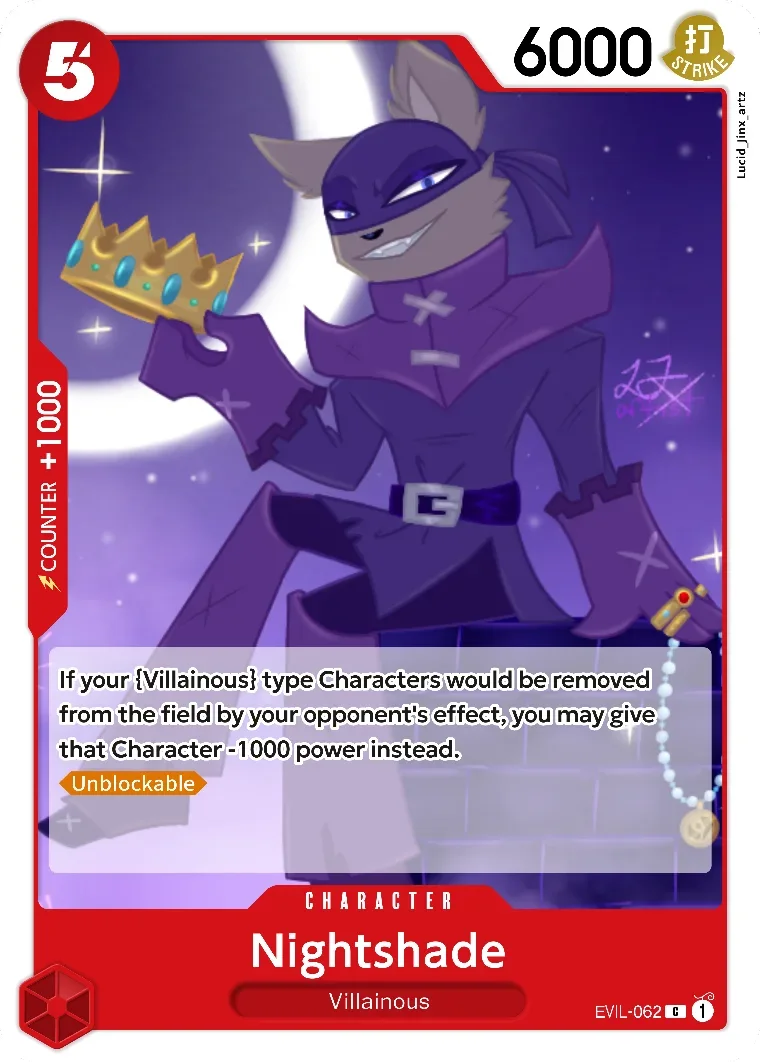 5
6000
打
STRIKE
Lucid_Jinx_artz
COUNTER +1000
If your {Villainous} type Characters would be removed
from the field by your opponent's effect, you may give
that Character -1000 power instead.
Unblockable
CHARACTER
Nightshade
Villainous
EVIL-062 C 1